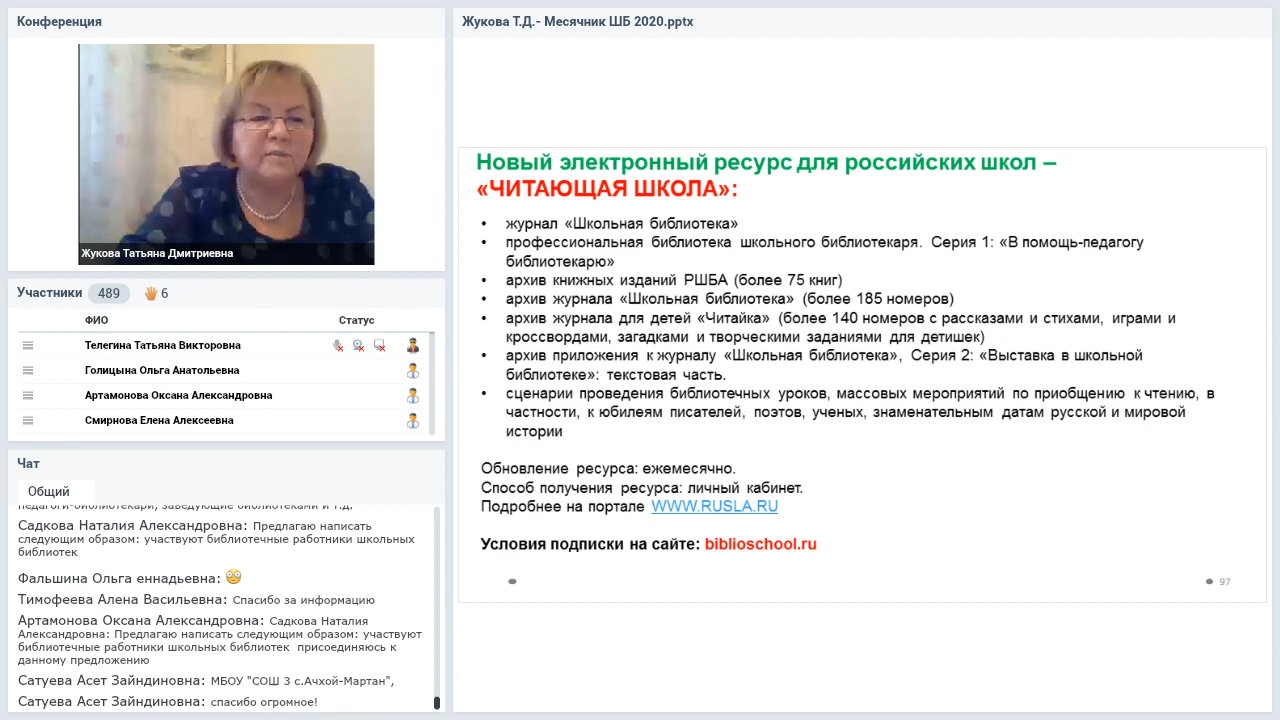 Конференция
Жукова Татьяна Дмитриевна
Участники 489 6
ФИО Статус
Телегина Татьяна Викторовна
Голицына Ольга Анатольевна
Артамонова Оксана Александровна
Смирнова Елена Алексеевна
Чат
Общий
педагоги-библиотекари, заведующие библиотеками и т.д.
Садкова Наталия Александровна: Предлагаю написать
следующим образом: участвуют библиотечные работники школьных
библиотек
Фальшина Ольга еннадьевна:
Тимофеева Алена Васильевна: Спасибо за информацию
Артамонова Оксана Александровна: Садкова Наталия
Александровна: Предлагаю написать следующим образом: участвуют
библиотечные работники школьных библиотек присоединяюсь к
данному предложению
Сатуева Асет Зайндиновна: МБОУ "СОШ 3 с.Ачхой-Мартан",
Сатуева Асет Зайндиновна: спасибо огромное!
Жукова Т.Д.- Месячник ШБ 2020.pptx
Новый электронный ресурс для российских школ –
«ЧИТАЮЩАЯ ШКОЛА»:
• журнал «Школьная библиотека»
• профессиональная библиотека школьного библиотекаря. Серия 1: «В помощь-педагогу
библиотекарю»
• архив книжных изданий РШБА (более 75 книг)
• архив журнала «Школьная библиотека» (более 185 номеров)
• архив журнала для детей «Читайка» (более 140 номеров с рассказами и стихами, играми и
кроссвордами, загадками и творческими заданиями для детишек)
• архив приложения к журналу «Школьная библиотека», Серия 2: «Выставка в школьной
библиотеке»: текстовая часть.
• сценарии проведения библиотечных уроков, массовых мероприятий по приобщению к чтению, в
частности, к юбилеям писателей, поэтов, ученых, знаменательным датам русской и мировой
истории
Обновление ресурса: ежемесячно.
Способ получения ресурса: личный кабинет.
Подробнее на портале WWW.RUSLA.RU
Условия подписки на сайте: biblioschool.ru
97